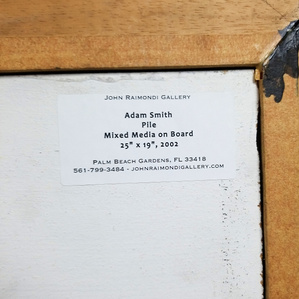 John Raimondi Gallery
Adam Smith
Pile
Mixed Media on Board
25" x 19", 2002
Palm Beach Gardens, FL 33418
561-799-3484 - johnraimondigallery.com